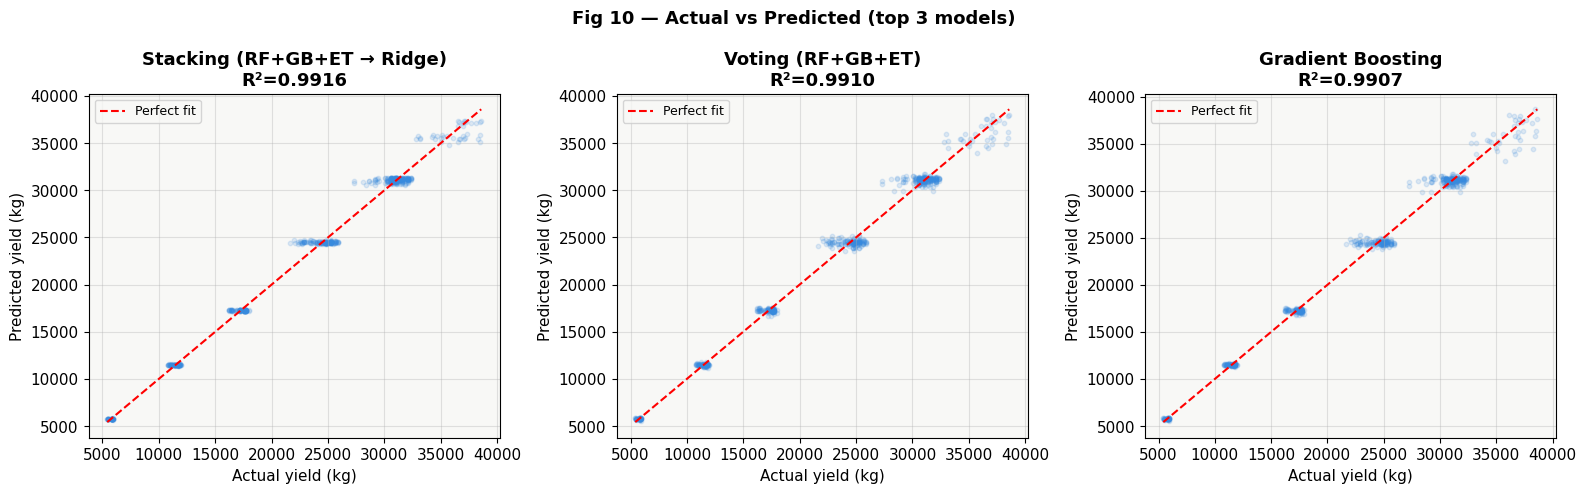 Fig 10 — Actual vs Predicted (top 3 models)
Stacking (RF+GB+ET → Ridge)
R²=0.9916
Perfect fit
Predicted yield (kg)
40000
35000
30000
25000
20000
15000
10000
5000
5000 10000 15000 20000 25000 30000 35000 40000
Actual yield (kg)
Voting (RF+GB+ET)
R²=0.9910
Perfect fit
Predicted yield (kg)
40000
35000
30000
25000
20000
15000
10000
5000
5000 10000 15000 20000 25000 30000 35000 40000
Actual yield (kg)
Gradient Boosting
R²=0.9907
Perfect fit
Predicted yield (kg)
40000
35000
30000
25000
20000
15000
10000
5000
5000 10000 15000 20000 25000 30000 35000 40000
Actual yield (kg)